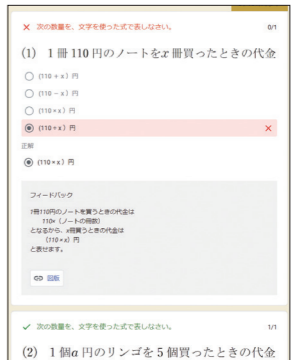 ✕ 次の数量を、文字を使った式で表しなさい。 0/1
(1) 1冊110円のノートをx冊買ったときの代金
(110 + x) 円
(110 − x) 円
(110×x) 円
(110÷x) 円
正解
(110×x) 円
フィードバック
1冊110円のノートを買うときの代金は
110×（ノートの冊数）
となるから、x冊買うときの代金は
(110×x) 円
と表せます。
図版
✓ 次の数量を、文字を使った式で表しなさい。 1/1
(2) 1個a円のリンゴを5個買ったときの代金